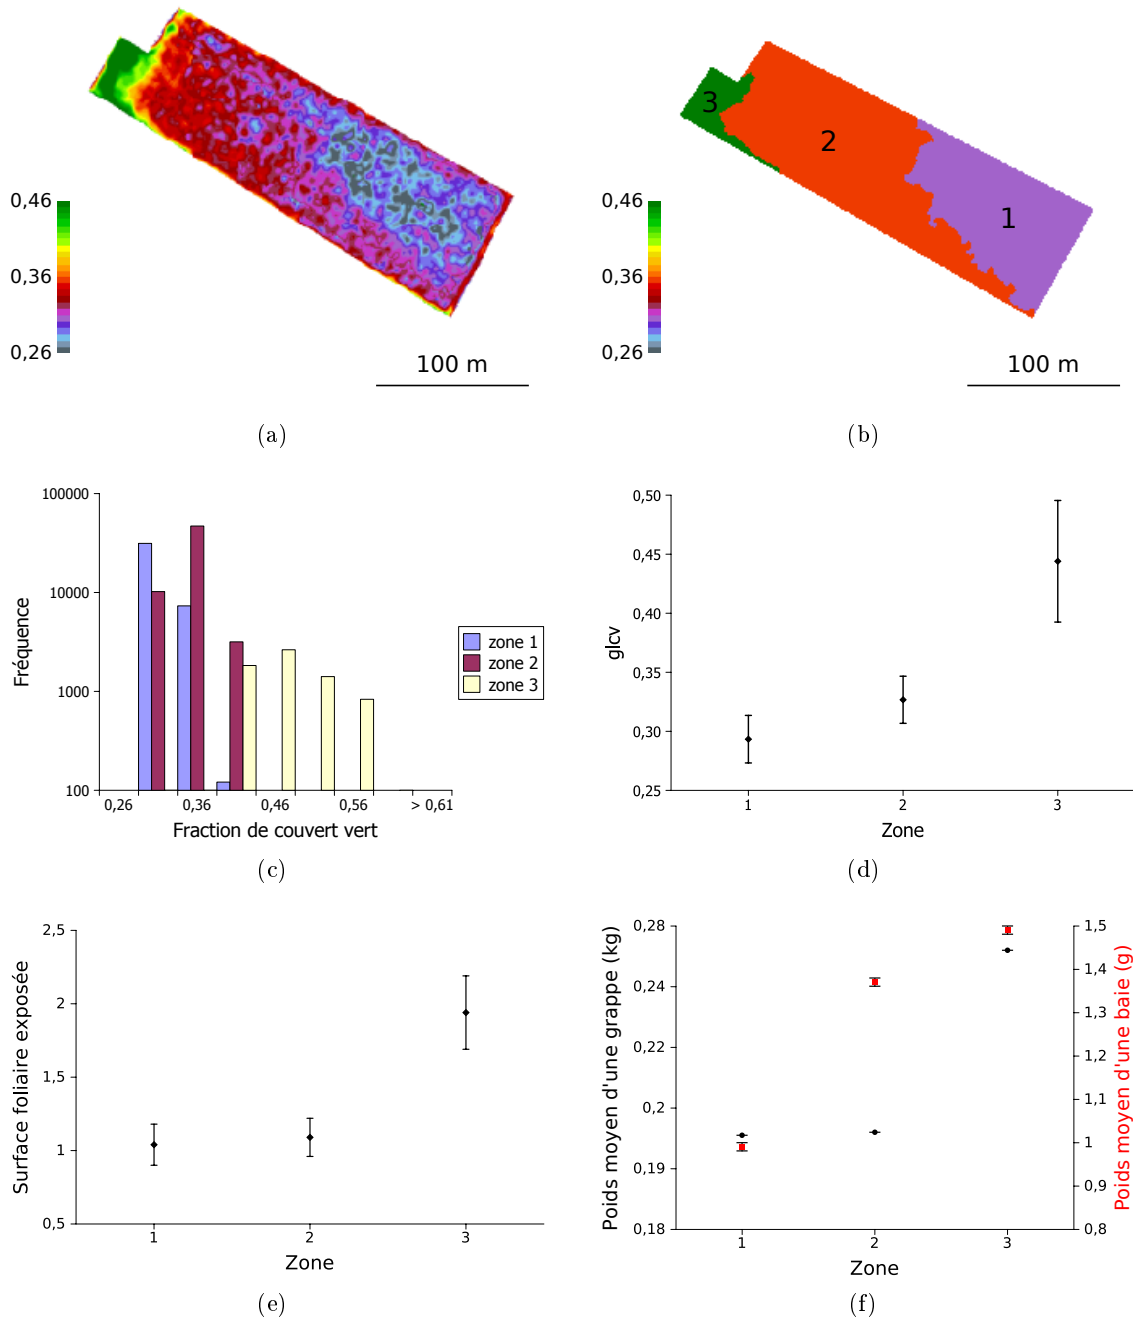 0,46
0,36
0,26
100 m
(a)
3
2
1
0,46
0,36
0,26
100 m
(b)
100000
10000
1000
100
Fréquence
0,26 0,36 0,46 0,56 > 0,61
Fraction de couvert vert
zone 1
zone 2
zone 3
(c)
0,50
0,45
0,40
0,35
0,30
0,25
glcv
1 2 3
Zone
(d)
2,5
2
1,5
1
0,5
Surface foliaire exposée
1 2 3
Zone
(e)
0,28
0,24
0,22
0,2
0,19
0,18
Poids moyen d'une grappe (kg)
1,5
1,4
1,3
1,2
1,1
1
0,9
0,8
Poids moyen d'une baie (g)
1 2 3
Zone
(f)